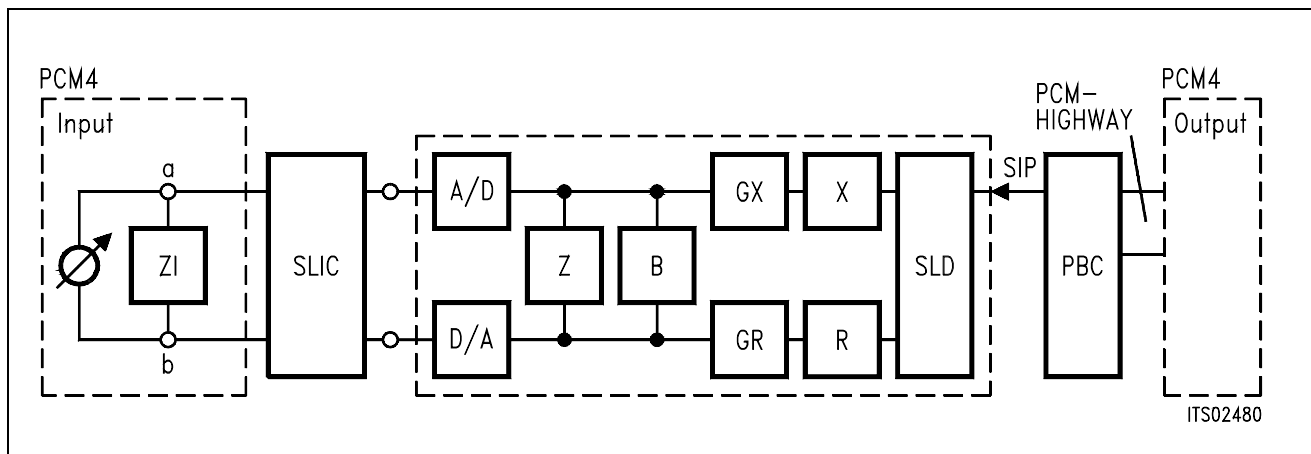 PCM4
Input
a
ZI
b
SLIC
A/D
D/A
Z
B
GX
X
GR
R
SLD
SIP
PBC
PCM-
HIGHWAY
PCM4
Output
ITS02480